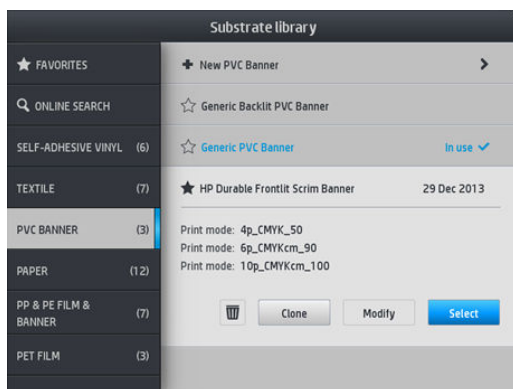 Substrate library
FAVORITES
ONLINE SEARCH
SELF-ADHESIVE VINYL (6)
TEXTILE (7)
PVC BANNER (3)
PAPER (12)
PP & PE FILM &
BANNER (7)
PET FILM (3)
New PVC Banner
Generic Backlit PVC Banner
Generic PVC Banner In use
HP Durable Frontlit Scrim Banner 29 Dec 2013
Print mode: 4p_CMYK_50
Print mode: 6p_CMYKcm_90
Print mode: 10p_CMYKcm_100
Clone Modify Select